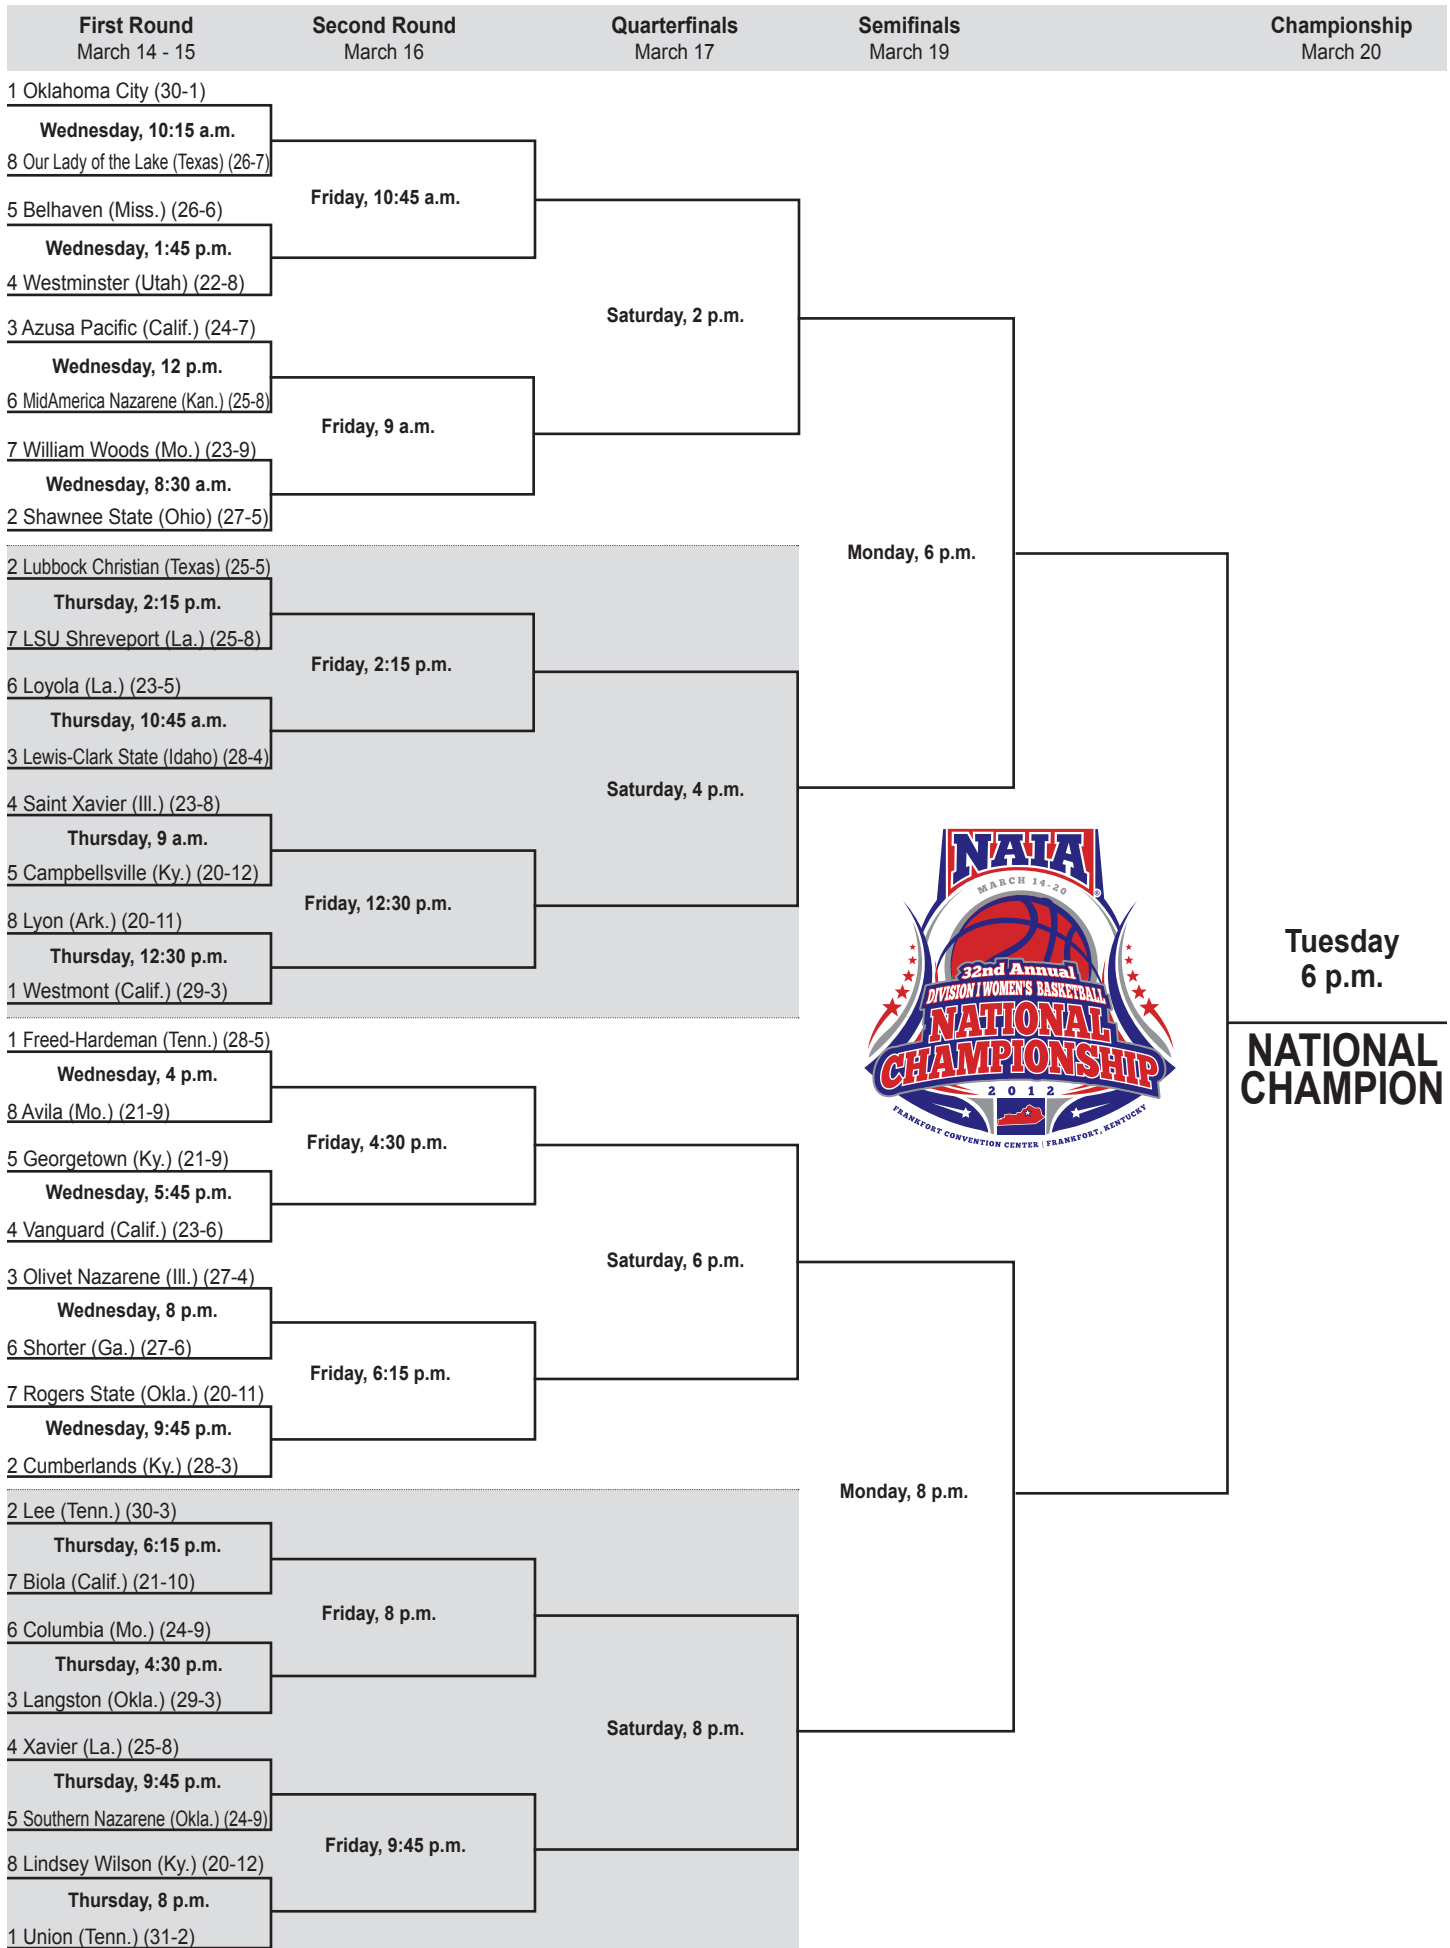 First Round
March 14 - 15
Second Round
March 16
Quarterfinals
March 17
Semifinals
March 19
Championship
March 20
1 Oklahoma City (30-1)
Wednesday, 10:15 a.m.
8 Our Lady of the Lake (Texas) (26-7)
Friday, 10:45 a.m.
5 Belhaven (Miss.) (26-6)
Wednesday, 1:45 p.m.
4 Westminster (Utah) (22-8)
Saturday, 2 p.m.
3 Azusa Pacific (Calif.) (24-7)
Wednesday, 12 p.m.
6 MidAmerica Nazarene (Kan.) (25-8)
Friday, 9 a.m.
7 William Woods (Mo.) (23-9)
Wednesday, 8:30 a.m.
2 Shawnee State (Ohio) (27-5)
Monday, 6 p.m.
2 Lubbock Christian (Texas) (25-5)
Thursday, 2:15 p.m.
7 LSU Shreveport (La.) (25-8)
Friday, 2:15 p.m.
6 Loyola (La.) (23-5)
Thursday, 10:45 a.m.
3 Lewis-Clark State (Idaho) (28-4)
Saturday, 4 p.m.
4 Saint Xavier (Ill.) (23-8)
Thursday, 9 a.m.
5 Campbellsville (Ky.) (20-12)
Friday, 12:30 p.m.
8 Lyon (Ark.) (20-11)
Thursday, 12:30 p.m.
1 Westmont (Calif.) (29-3)
NAIA
®
MARCH 14-20
32nd Annual
DIVISION I WOMEN'S BASKETBALL
NATIONAL
CHAMPIONSHIP
2012
FRANKFORT CONVENTION CENTER | FRANKFORT, KENTUCKY
Tuesday
6 p.m.
NATIONAL
CHAMPION
1 Freed-Hardeman (Tenn.) (28-5)
Wednesday, 4 p.m.
8 Avila (Mo.) (21-9)
Friday, 4:30 p.m.
5 Georgetown (Ky.) (21-9)
Wednesday, 5:45 p.m.
4 Vanguard (Calif.) (23-6)
Saturday, 6 p.m.
3 Olivet Nazarene (Ill.) (27-4)
Wednesday, 8 p.m.
6 Shorter (Ga.) (27-6)
Friday, 6:15 p.m.
7 Rogers State (Okla.) (20-11)
Wednesday, 9:45 p.m.
2 Cumberlands (Ky.) (28-3)
Monday, 8 p.m.
2 Lee (Tenn.) (30-3)
Thursday, 6:15 p.m.
7 Biola (Calif.) (21-10)
Friday, 8 p.m.
6 Columbia (Mo.) (24-9)
Thursday, 4:30 p.m.
3 Langston (Okla.) (29-3)
Saturday, 8 p.m.
4 Xavier (La.) (25-8)
Thursday, 9:45 p.m.
5 Southern Nazarene (Okla.) (24-9)
Friday, 9:45 p.m.
8 Lindsey Wilson (Ky.) (20-12)
Thursday, 8 p.m.
1 Union (Tenn.) (31-2)